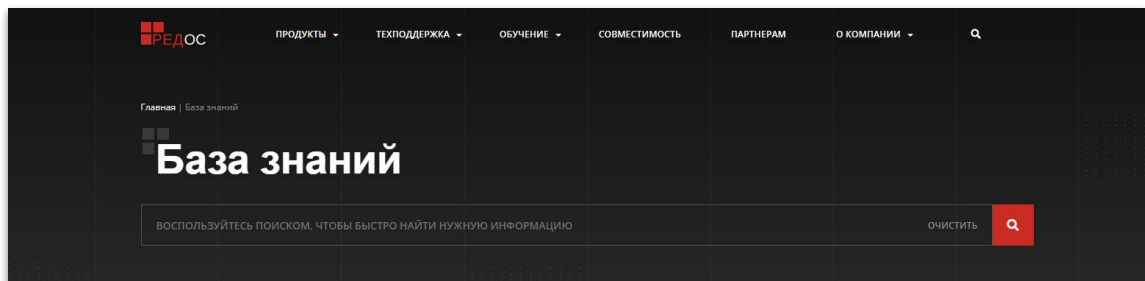 РЕДОС ПРОДУКТЫ ТЕХПОДДЕРЖКА ОБУЧЕНИЕ СОВМЕСТИМОСТЬ ПАРТНЕРАМ О КОМПАНИИ
Главная | База знаний
База знаний
ВОСПОЛЬЗУЙТЕСЬ ПОИСКОМ, ЧТОБЫ БЫСТРО НАЙТИ НУЖНУЮ ИНФОРМАЦИЮ ОЧИСТИТЬ